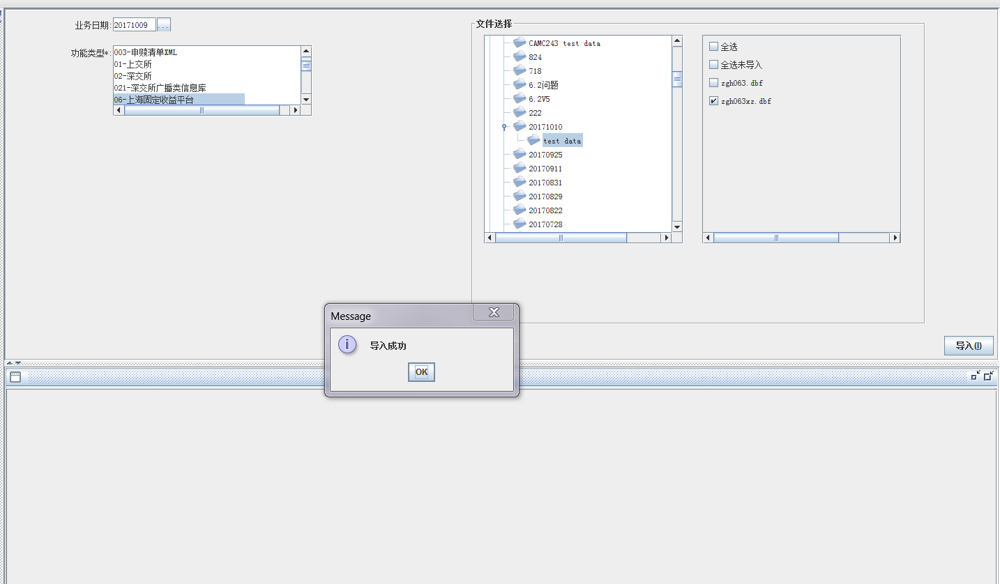 业务日期: 20171009 ...
功能类型*:
003-申赎清单XML
01-上交所
02-深交所
021-深交所广播类信息库
06-上海固定收益平台
文件选择
CAMC243 test data
824
718
6.2问题
6.2V5
222
20171010
test data
20170925
20170911
20170831
20170829
20170822
20170728
全选
全选未导入
zgh063.dbf
zgh063xz.dbf
Message
导入成功
OK
导入(I)